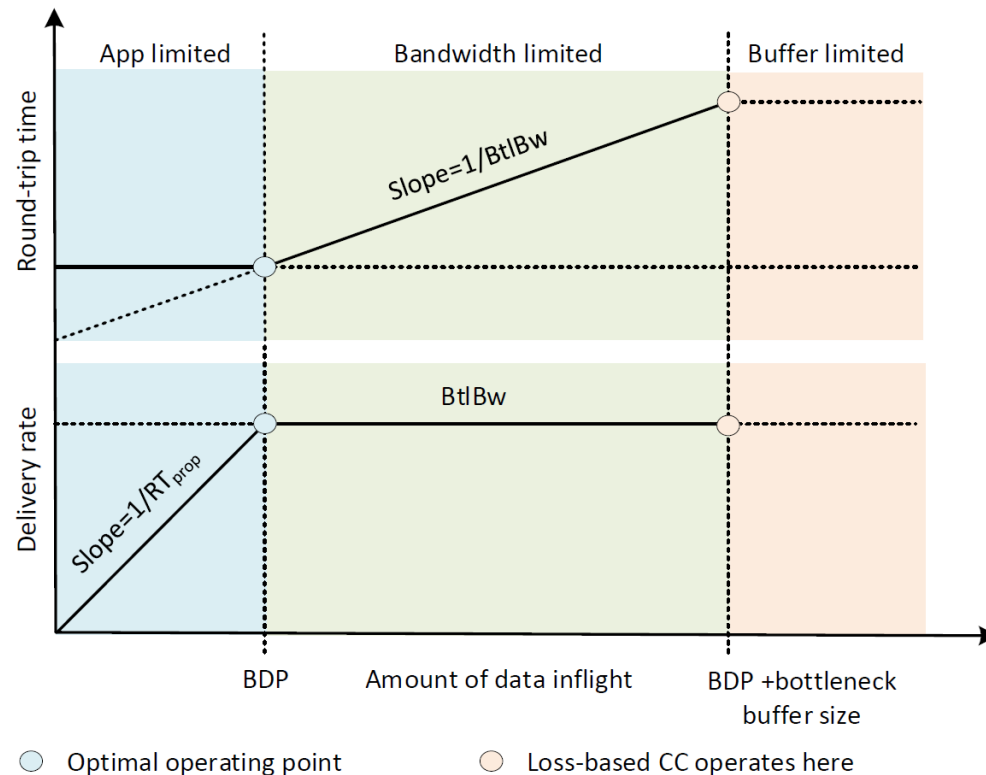 App limited
Bandwidth limited
Buffer limited
Round-trip time
Slope=1/BtlBw
Delivery rate
BtlBw
Slope=1/RTprop
BDP
Amount of data inflight
BDP +bottleneck
buffer size
Optimal operating point
Loss-based CC operates here